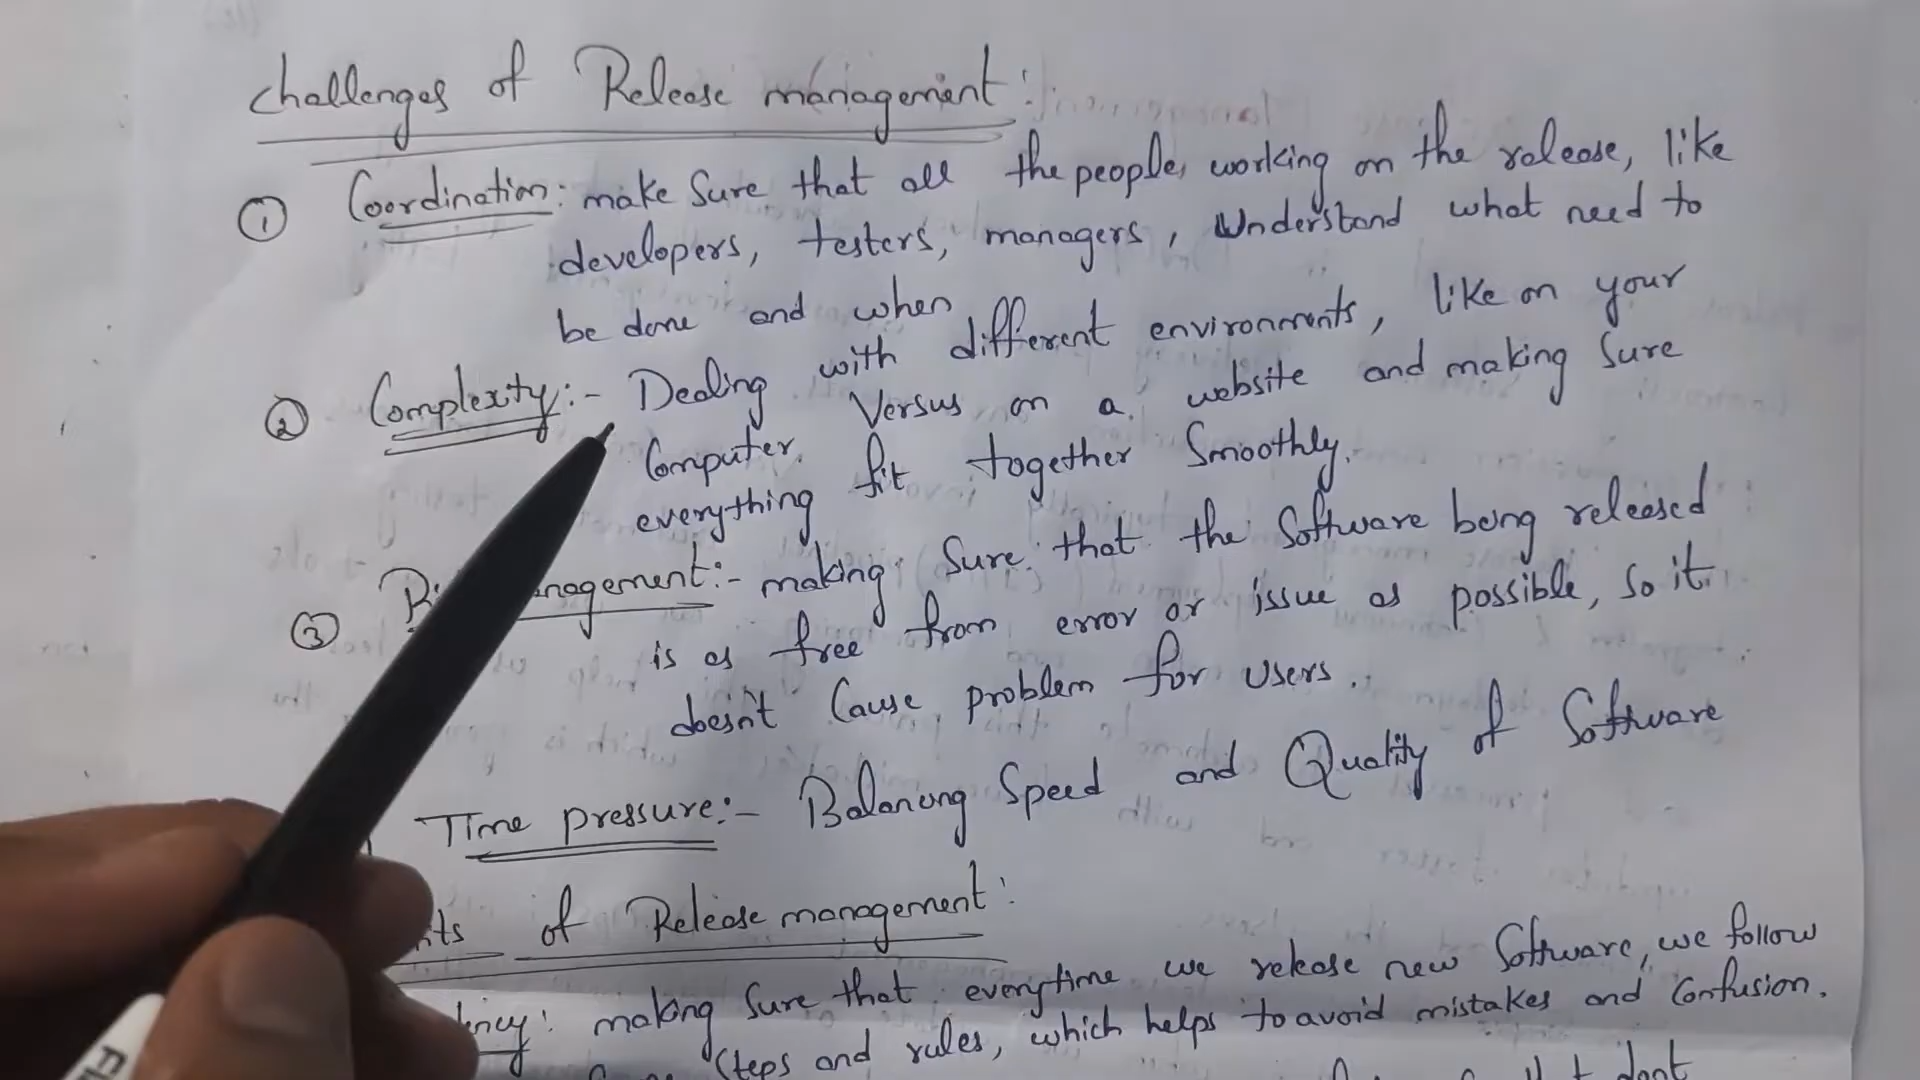 Challenges of Release management:
① Coordination: make Sure that all the people, working on the release, like
developers, testers, managers, Understand what need to
be done and when
② Complexity:- Dealing with different environments, like on your
Computer Versus on a website and making Sure
everything fit together Smoothly.
③ management:- making Sure that the Software being released
is as free from error or issue as possible, So it
doesn't Cause problem for users.
Time pressure:- Balancing Speed and Quality of Software
of Release management:
making Sure that everytime we release new Software, we follow
Steps and rules, which helps to avoid mistakes and Confusion.
dont